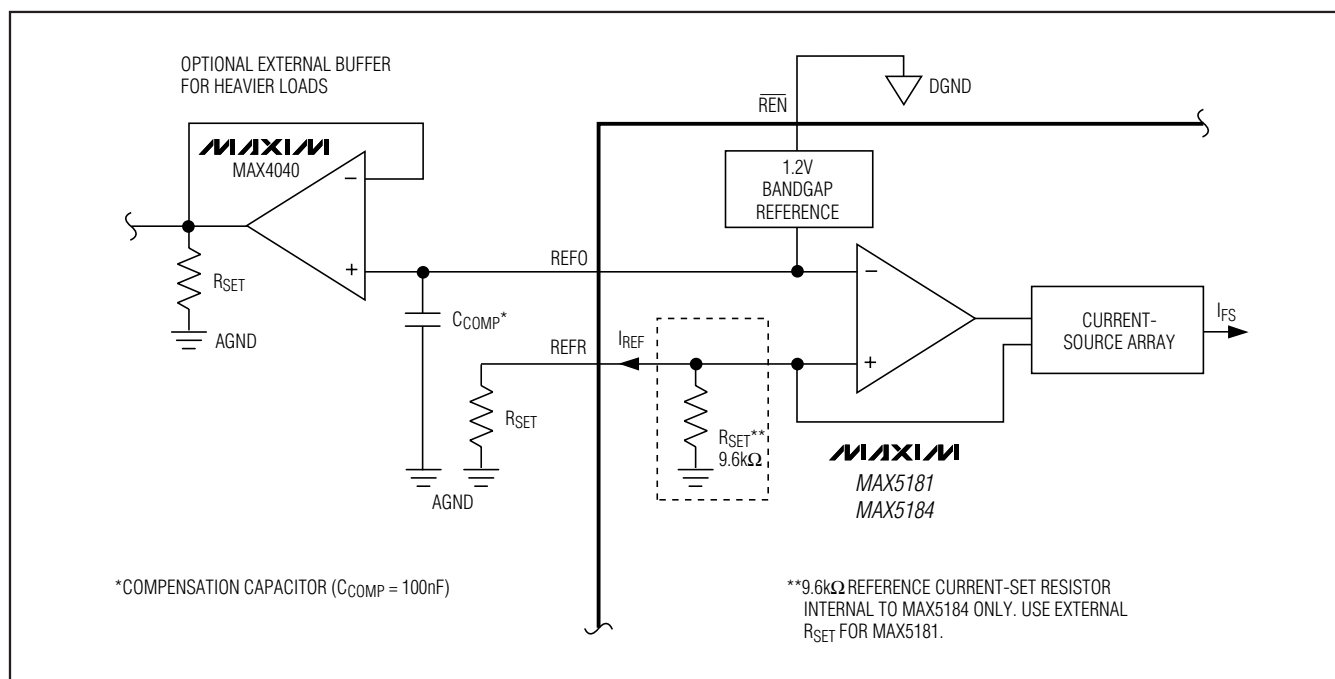 OPTIONAL EXTERNAL BUFFER
FOR HEAVIER LOADS
MAXIM
MAX4040
−
+
RSET
AGND
REN
DGND
1.2V
BANDGAP
REFERENCE
REFO
CCOMP*
REFR
IREF
RSET
AGND
RSET**
9.6kΩ
−
+
CURRENT-
SOURCE ARRAY
IFS
MAXIM
MAX5181
MAX5184
*COMPENSATION CAPACITOR (CCOMP = 100nF)
**9.6kΩ REFERENCE CURRENT-SET RESISTOR
INTERNAL TO MAX5184 ONLY. USE EXTERNAL
RSET FOR MAX5181.